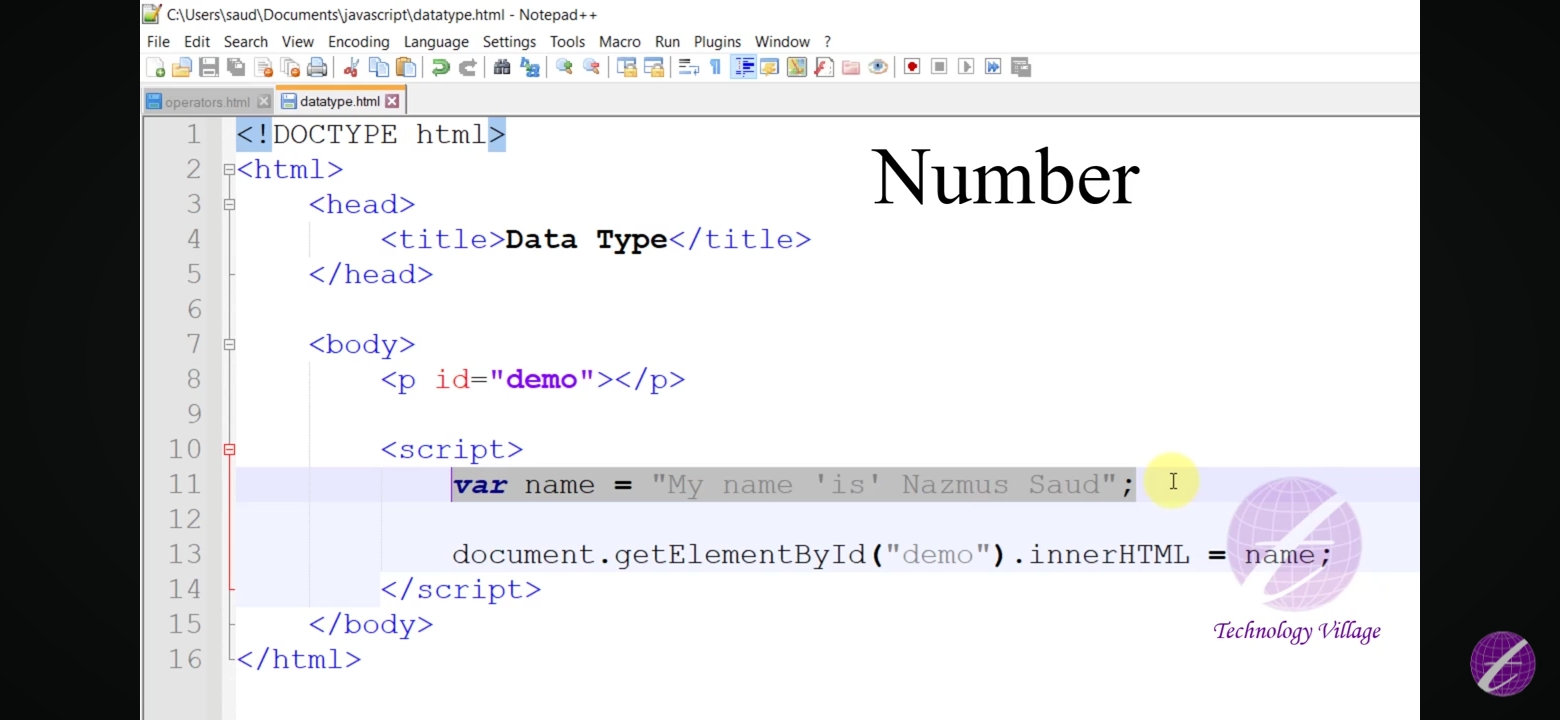 C:\Users\saud\Documents\javascript\datatype.html - Notepad++
File Edit Search View Encoding Language Settings Tools Macro Run Plugins Window ?
operators.html datatype.html
Number
1 <!DOCTYPE html>
2 <html>
3 <head>
4 <title>Data Type</title>
5 </head>
6
7 <body>
8 <p id="demo"></p>
9
10 <script>
11 var name = "My name 'is' Nazmus Saud";
12
13 document.getElementById("demo").innerHTML = name;
14 </script>
15 </body>
16 </html>
Technology Village